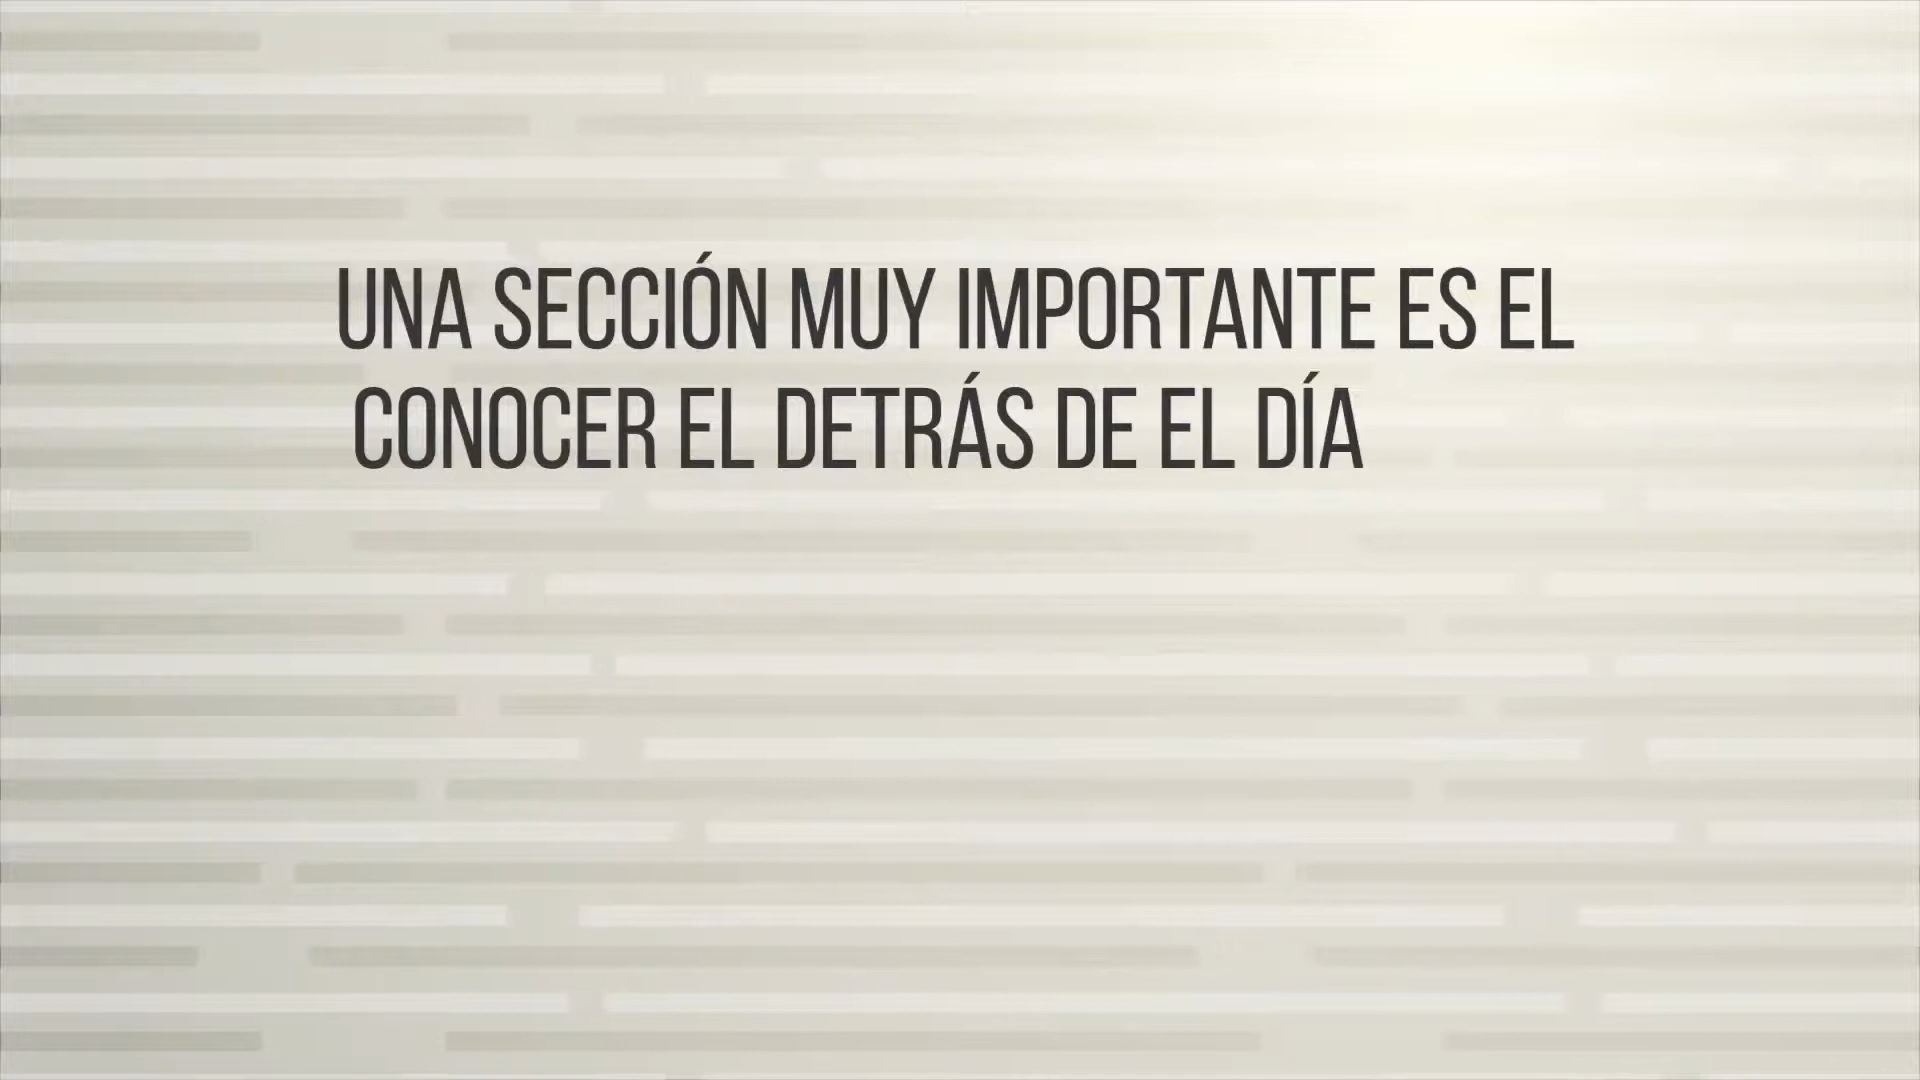 UNA SECCIÓN MUY IMPORTANTE ES EL
CONOCER EL DETRÁS DE EL DÍA